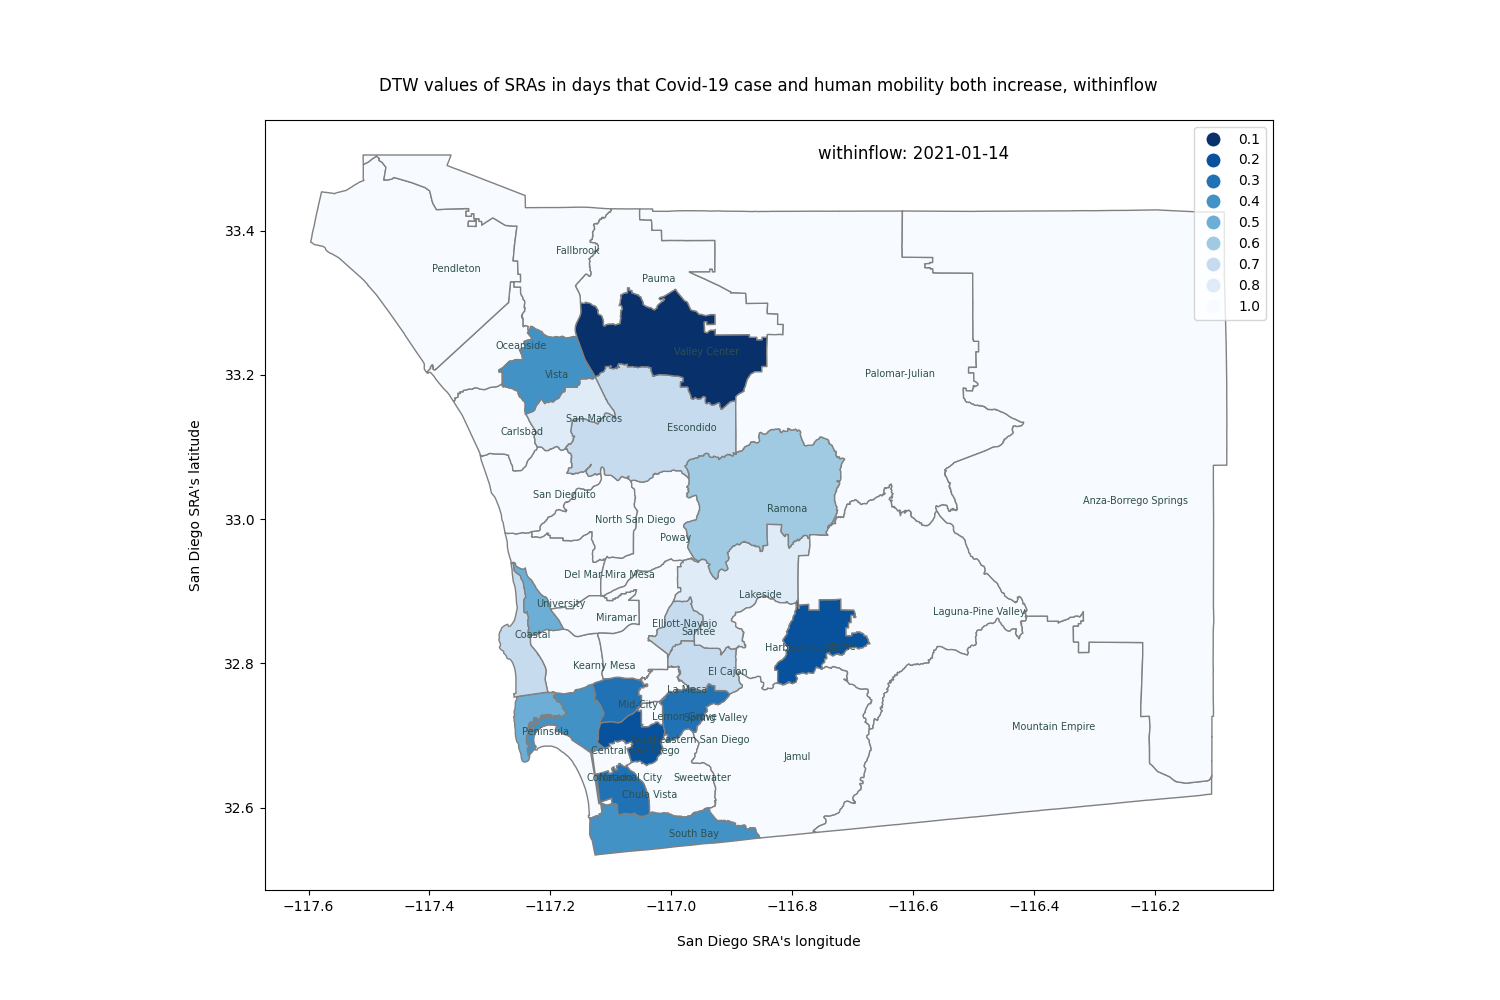 DTW values of SRAs in days that Covid-19 case and human mobility both increase, withinflow
withinflow: 2021-01-14
0.1
0.2
0.3
0.4
0.5
0.6
0.7
0.8
1.0
33.4
33.2
33.0
32.8
32.6
San Diego SRA's latitude
Fallbrook
Pendleton
Pauma
Oceanside
Valley Center
Vista
Palomar-Julian
San Marcos
Carlsbad
Escondido
San Dieguito
Anza-Borrego Springs
Ramona
North San Diego
Poway
Del Mar-Mira Mesa
Lakeside
University
Miramar
Laguna-Pine Valley
Elliott-Navajo
Santee
Coastal
Kearny Mesa
El Cajon
La Mesa
Mid-City
Lemon Grove
Spring Valley
Mountain Empire
Peninsula
Southeastern San Diego
Central San Diego
Jamul
Coronado
National City
Sweetwater
Chula Vista
South Bay
−117.6
−117.4
−117.2
−117.0
−116.8
−116.6
−116.4
−116.2
San Diego SRA's longitude